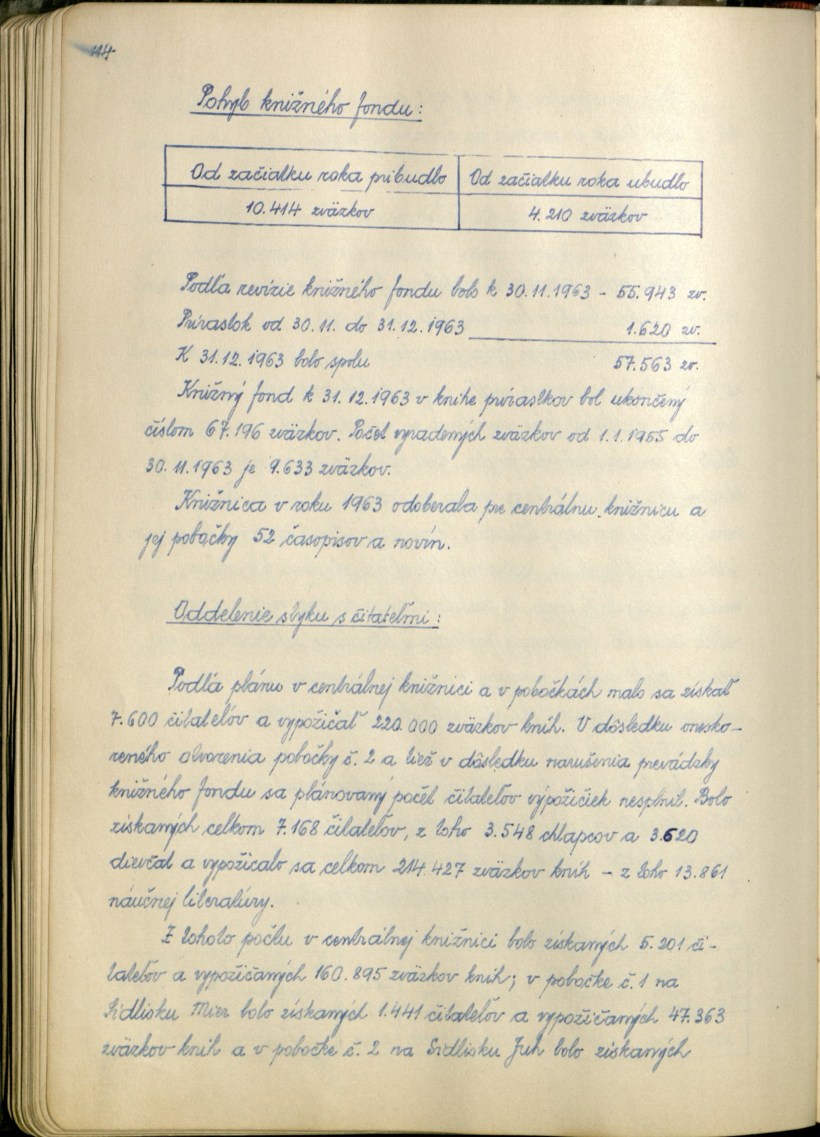 114
Pohyb knižného fondu:
Od začiatku roka pribudlo Od začiatku roka ubudlo
10.414 zväzkov 4.210 zväzkov
Podľa revízie knižného fondu bolo k 30.11.1963 - 55.943 zv.
Prírastok od 30.11. do 31.12.1963 1.620 zv.
K 31.12.1963 bolo spolu 57.563 zv.
Knižný fond k 31.12.1963 v knihe prírastkov bol ukončený
číslom 67.196 zväzkov. Počet vyradených zväzkov od 1.1.1955 do
30.11.1963 je 9.633 zväzkov.
Knižnica v roku 1963 odoberala pre centrálnu knižnicu a
jej pobočky 52 časopisov a novín.
Oddelenie styku s čitateľmi:
Podľa plánu v centrálnej knižnici a v pobočkách malo sa získať
7.600 čitateľov a vypožičať 220.000 zväzkov kníh. V dôsledku onesko-
reného otvorenia pobočky č. 2 a tiež v dôsledku narušenia prevádzky
knižného fondu sa plánovaný počet čitateľov výpožičiek nesplnil. Bolo
získaných celkom 7.168 čitateľov, z toho 3.548 chlapcov a 3.620
dievčat a vypožičalo sa celkom 214.427 zväzkov kníh - z toho 13.861
náučnej literatúry.
Z tohoto počtu v centrálnej knižnici bolo získaných 5.201 či-
tateľov a vypožičaných 160.895 zväzkov kníh; v pobočke č. 1 na
Sídlisku Mier bolo získaných 1.441 čitateľov a vypožičaných 47.363
zväzkov kníh a v pobočke č. 2 na Sídlisku Juh bolo získaných